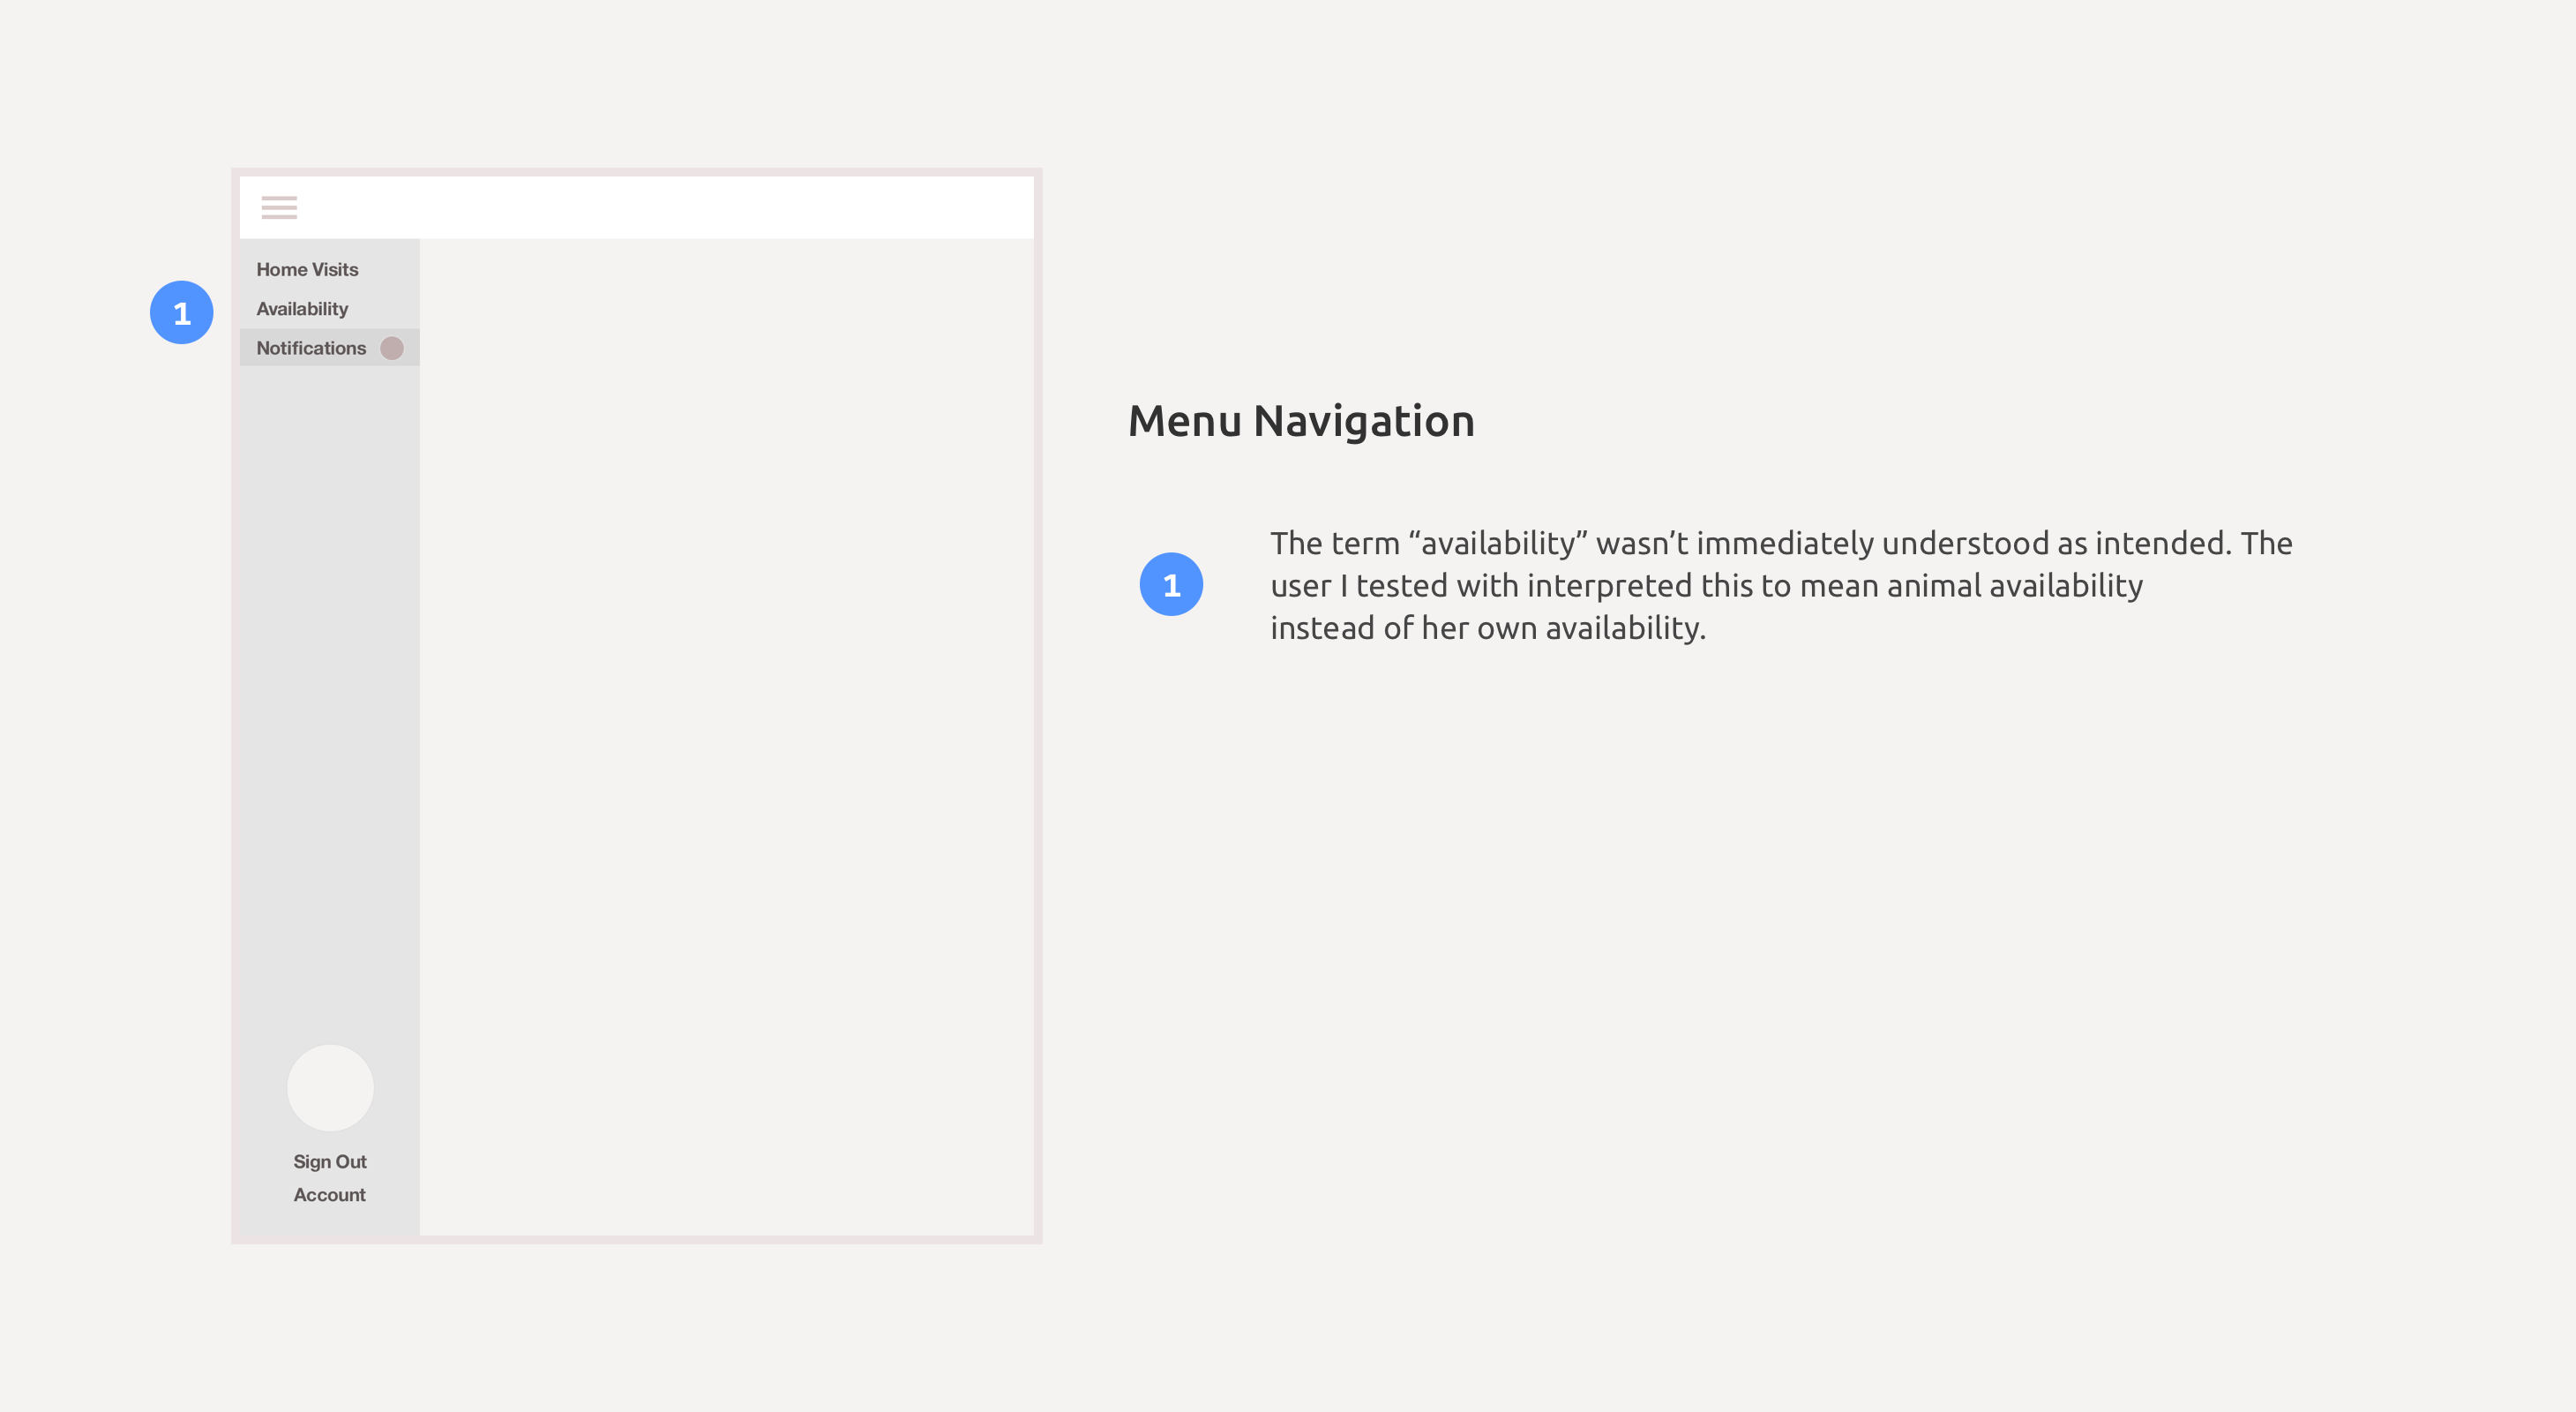 Home Visits
1
Availability
Notifications
Sign Out
Account
Menu Navigation
1
The term “availability” wasn’t immediately understood as intended. The
user I tested with interpreted this to mean animal availability
instead of her own availability.